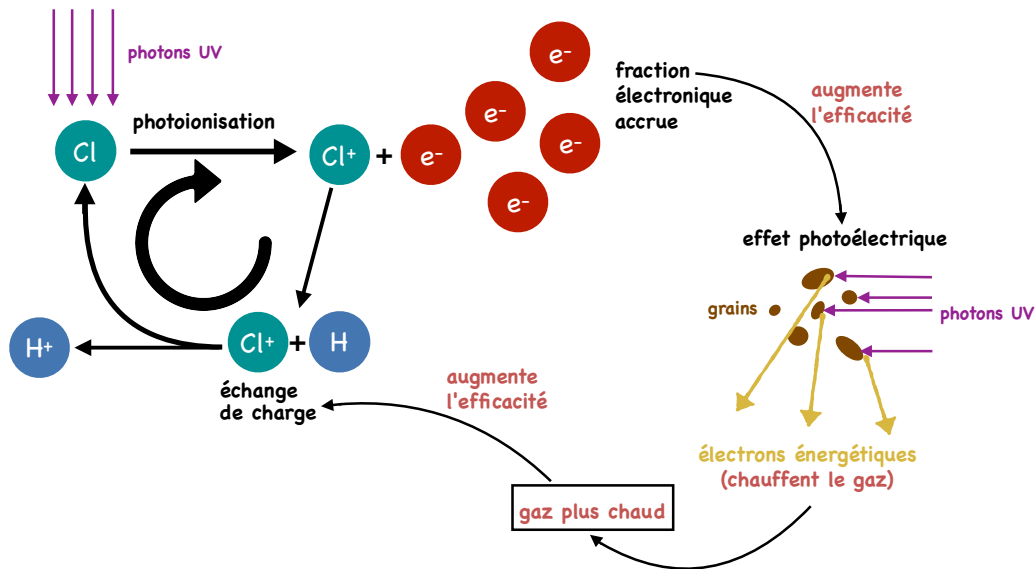 photons UV
photoionisation
Cl
Cl+
+
e-
e-
e-
e-
e-
fraction
électronique
accrue
augmente
l'efficacité
effet photoélectrique
grains
photons UV
H+
Cl+
+
H
échange
de charge
augmente
l'efficacité
électrons énergétiques
(chauffent le gaz)
gaz plus chaud